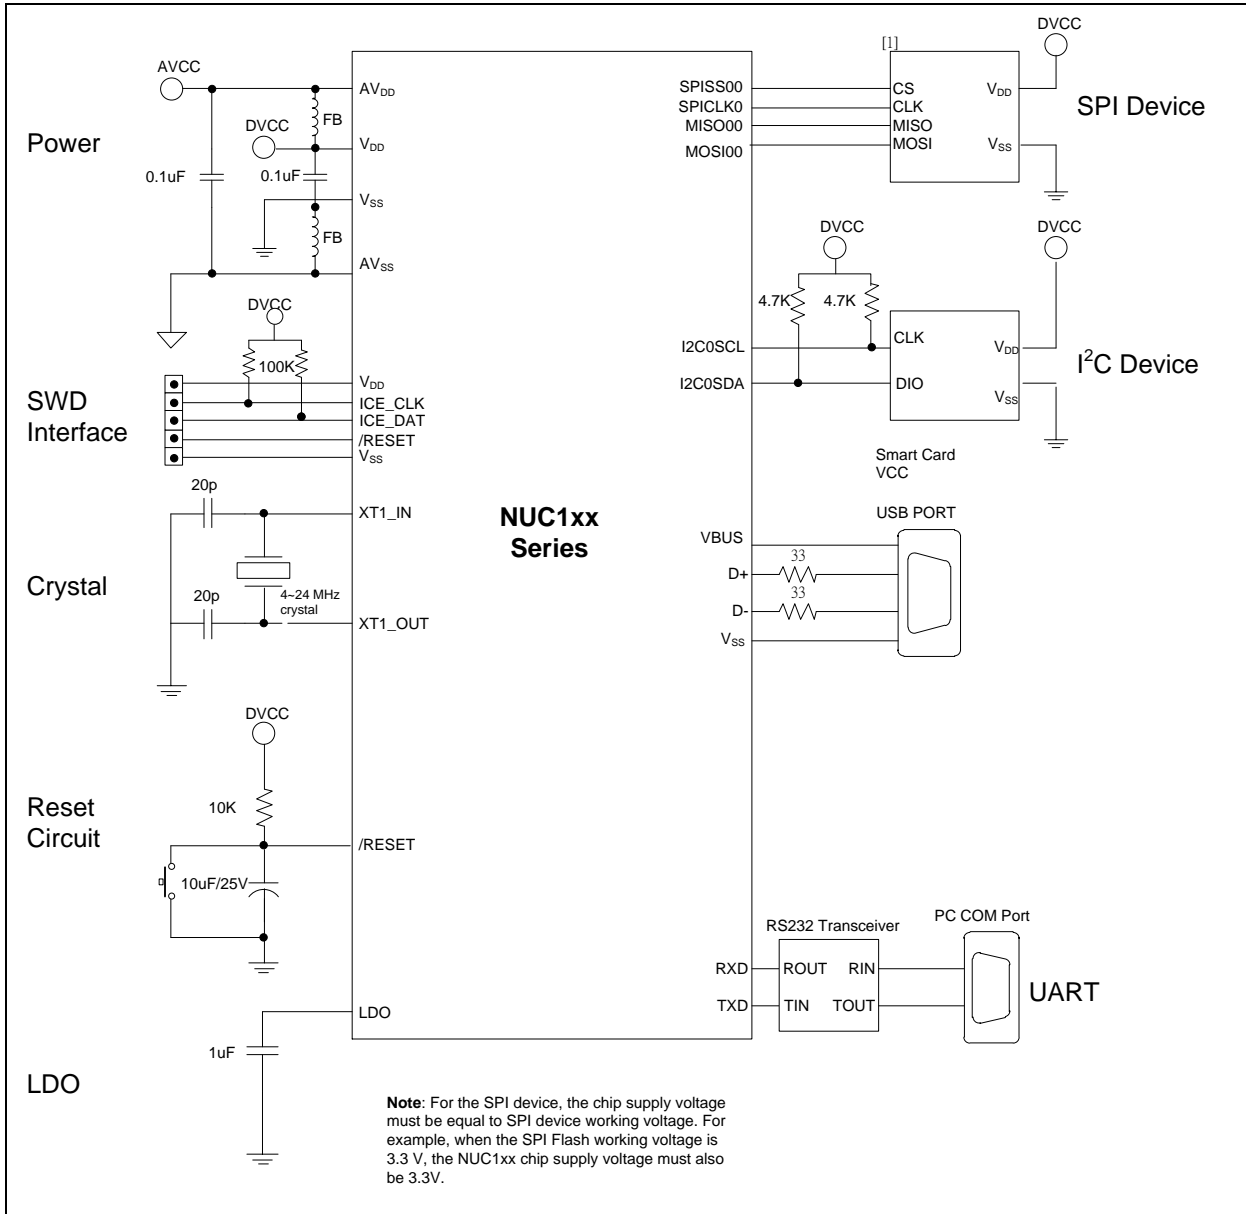 Power
AVCC
AVDD
FB
DVCC
VDD
0.1uF
0.1uF
VSS
FB
AVSS
SWD
Interface
DVCC
100K
VDD
ICE_CLK
ICE_DAT
/RESET
VSS
Crystal
20p
XT1_IN
20p
4~24 MHz
crystal
XT1_OUT
Reset
Circuit
DVCC
10K
/RESET
10uF/25V
LDO
LDO
1uF
NUC1xx
Series
[1]
DVCC
SPISS00
CS
VDD
SPICLK0
CLK
MISO00
MISO
MOSI00
MOSI
VSS
SPI Device
DVCC
DVCC
4.7K
4.7K
I2C0SCL
CLK
VDD
I2C0SDA
DIO
VSS
I2C Device
Smart Card
VCC
USB PORT
VBUS
33
D+
33
D-
VSS
RS232 Transceiver
PC COM Port
RXD
ROUT
RIN
TXD
TIN
TOUT
UART
Note: For the SPI device, the chip supply voltage
must be equal to SPI device working voltage. For
example, when the SPI Flash working voltage is
3.3 V, the NUC1xx chip supply voltage must also
be 3.3V.